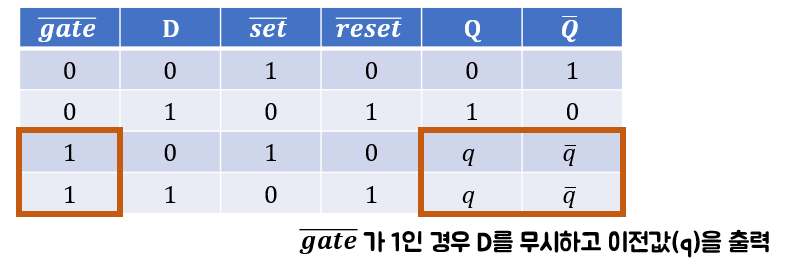 $\overline{gate}$ D $\overline{set}$ $\overline{reset}$ Q $\overline{Q}$
0 0 1 0 0 1
0 1 0 1 1 0
1 0 1 0 q $\overline{q}$
1 1 0 1 q $\overline{q}$
$\overline{gate}$ 가 1인 경우 D를 무시하고 이전값(q)을 출력